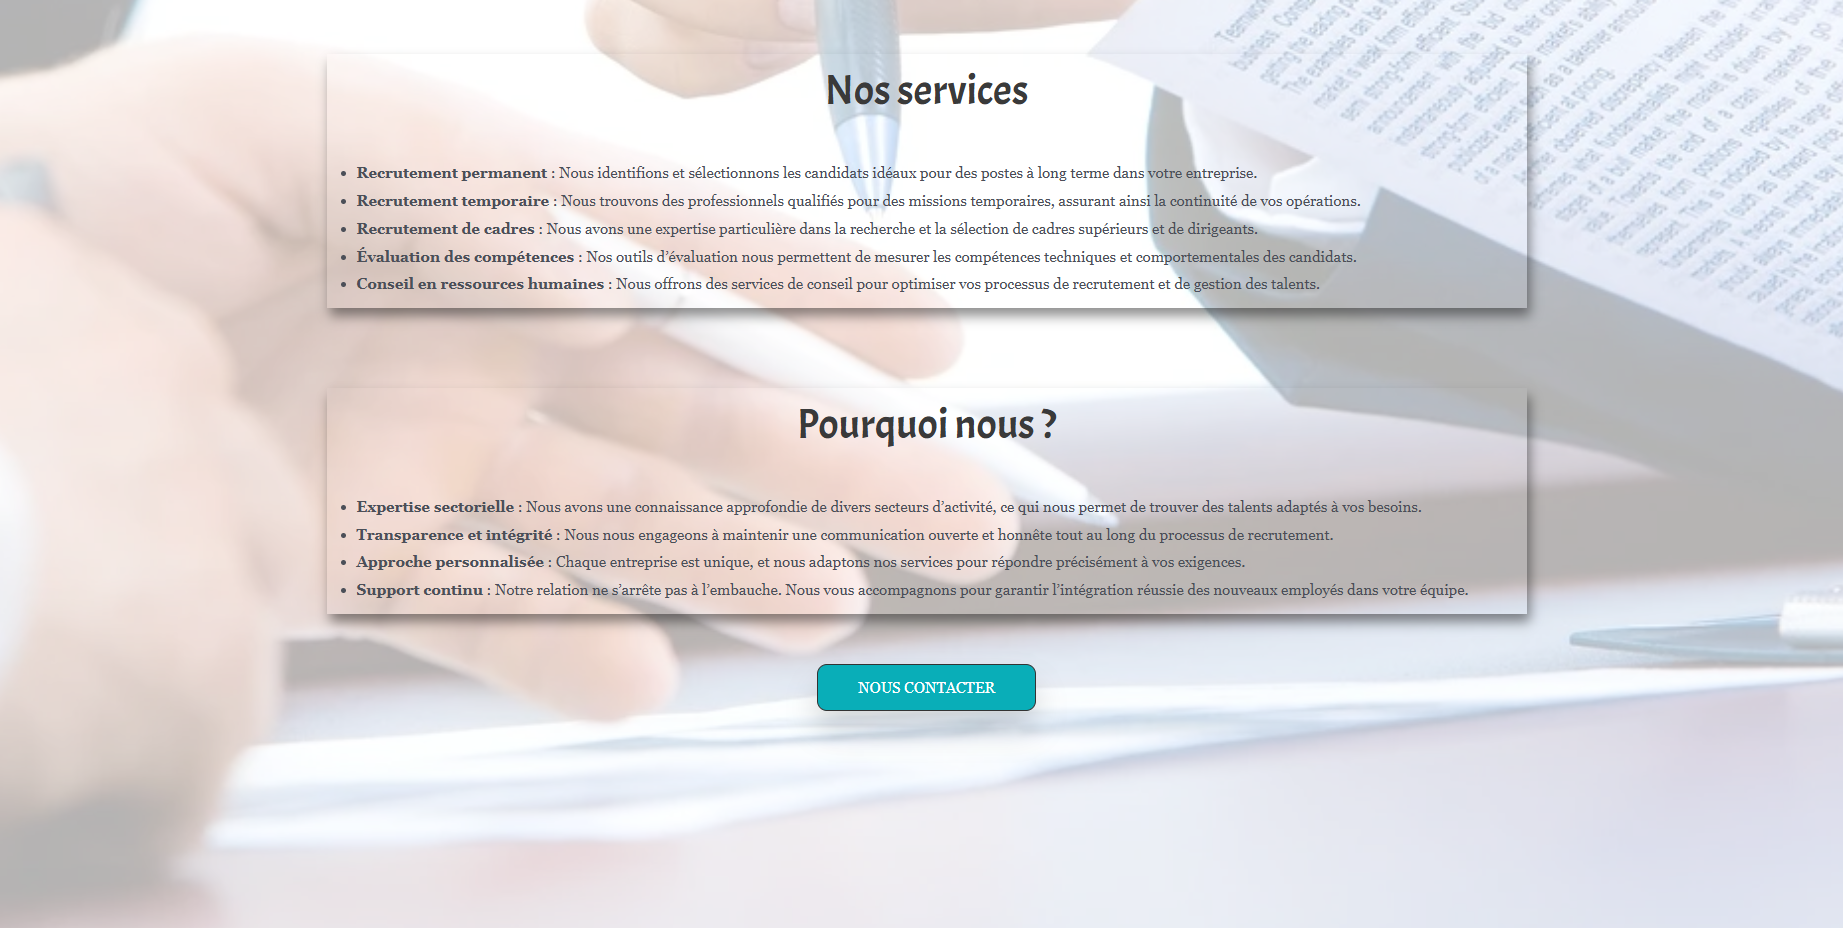 Nos services
• Recrutement permanent : Nous identifions et sélectionnons les candidats idéaux pour des postes à long terme dans votre entreprise.
• Recrutement temporaire : Nous trouvons des professionnels qualifiés pour des missions temporaires, assurant ainsi la continuité de vos opérations.
• Recrutement de cadres : Nous avons une expertise particulière dans la recherche et la sélection de cadres supérieurs et de dirigeants.
• Évaluation des compétences : Nos outils d’évaluation nous permettent de mesurer les compétences techniques et comportementales des candidats.
• Conseil en ressources humaines : Nous offrons des services de conseil pour optimiser vos processus de recrutement et de gestion des talents.
Pourquoi nous ?
• Expertise sectorielle : Nous avons une connaissance approfondie de divers secteurs d’activité, ce qui nous permet de trouver des talents adaptés à vos besoins.
• Transparence et intégrité : Nous nous engageons à maintenir une communication ouverte et honnête tout au long du processus de recrutement.
• Approche personnalisée : Chaque entreprise est unique, et nous adaptons nos services pour répondre précisément à vos exigences.
• Support continu : Notre relation ne s’arrête pas à l’embauche. Nous vous accompagnons pour garantir l’intégration réussie des nouveaux employés dans votre équipe.
NOUS CONTACTER